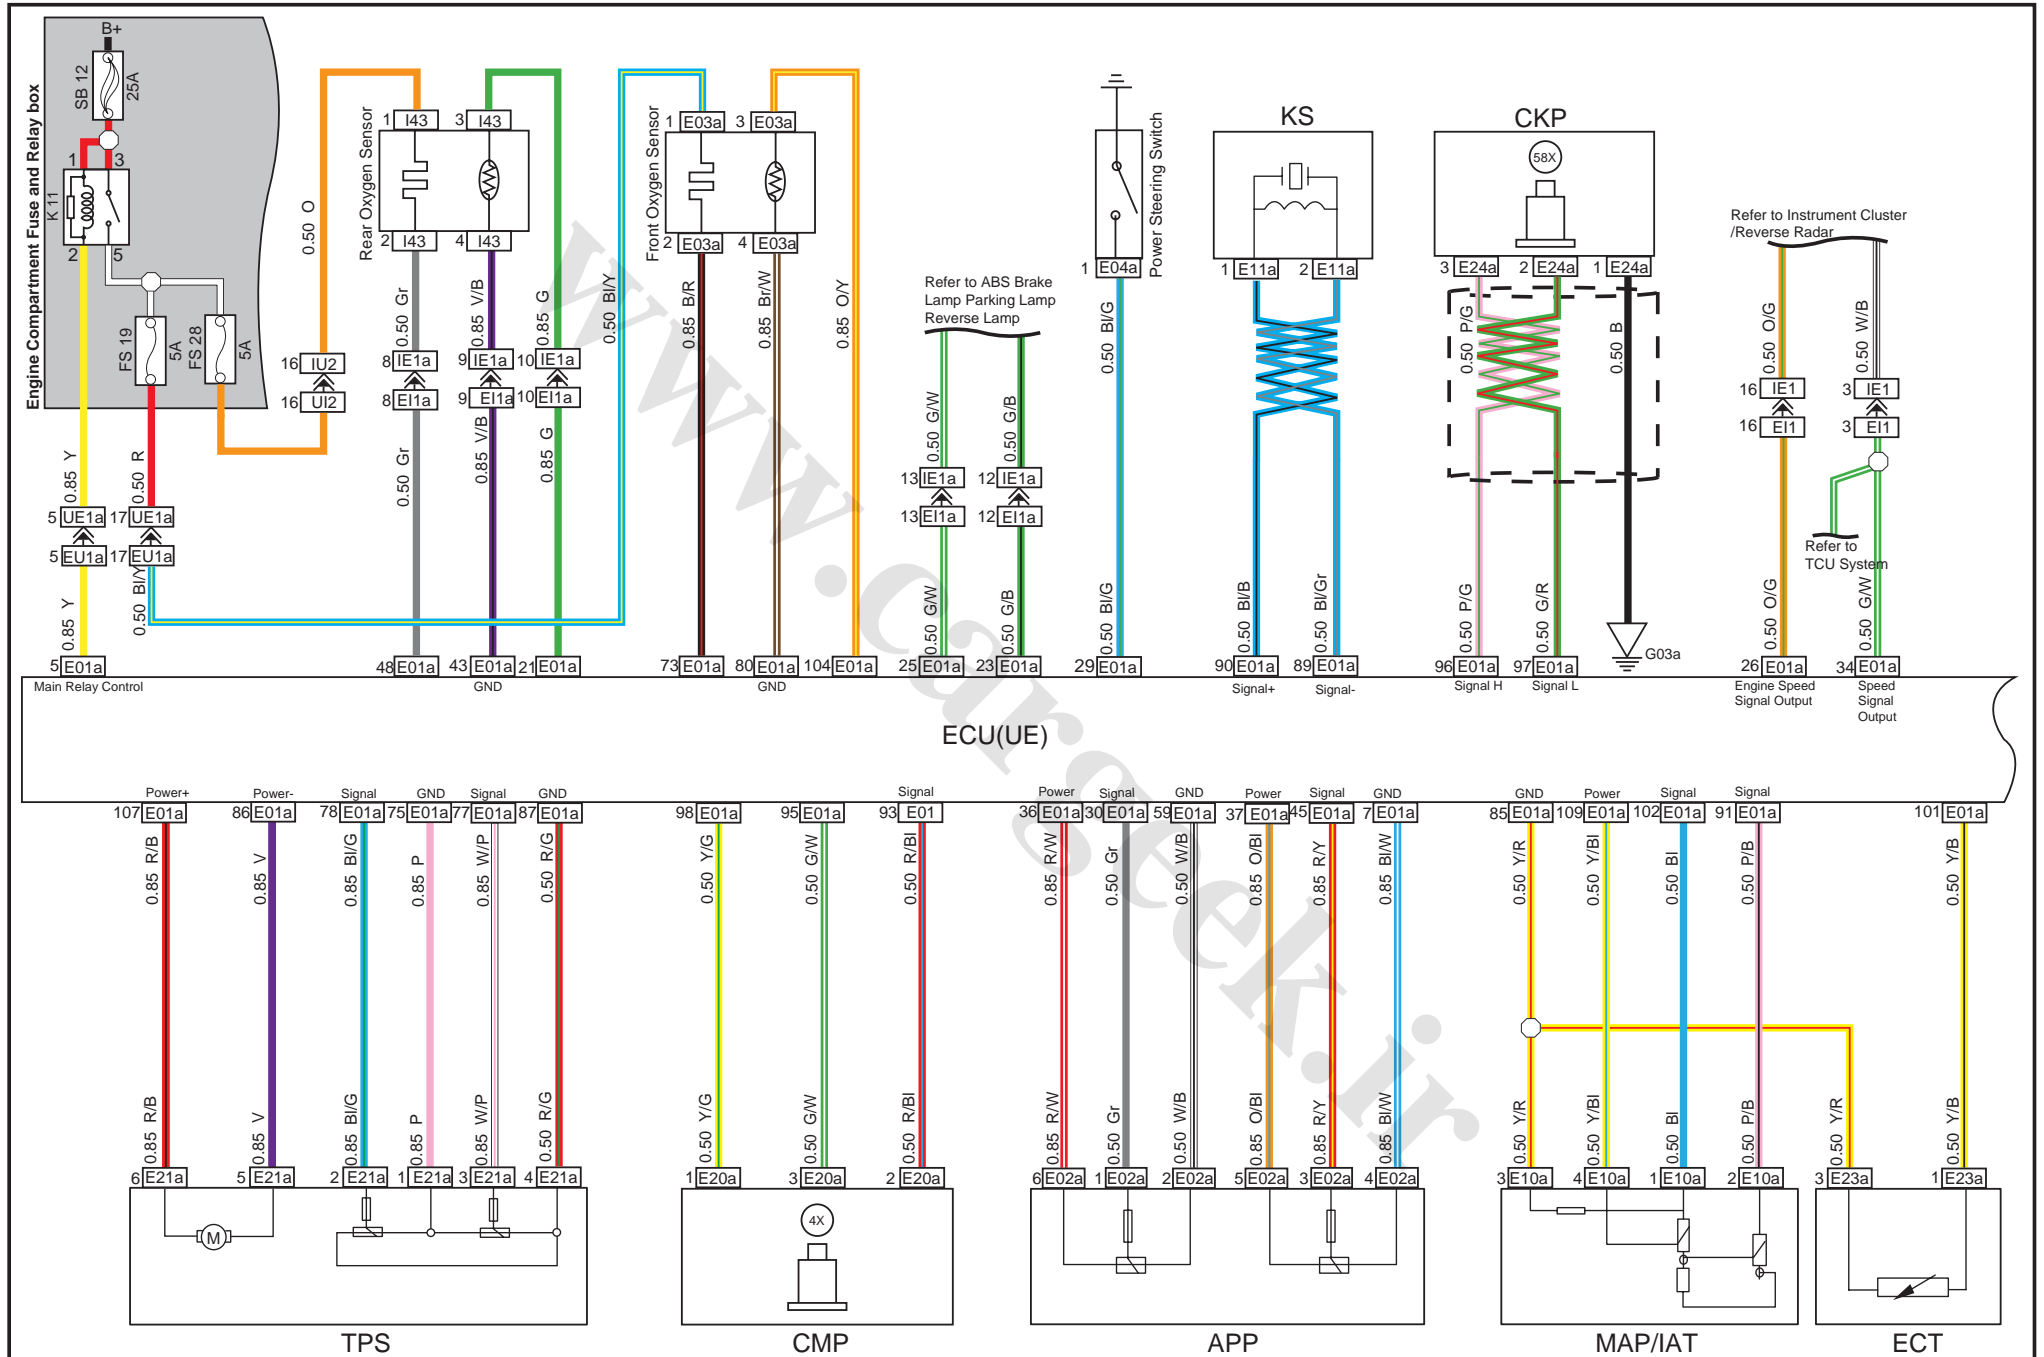 Engine Compartment Fuse and Relay box
B+
SB 12
25A
1
3
K 11
2
5
FS 19
5A
FS 28
5A
0.50 O
16 IU2
16 UI2
0.85 Y
0.50 R
5 UE1a
17 UE1a
5 EU1a
17 EU1a
0.85 Y
0.50 Bl/Y
1 I43
3 I43
Rear Oxygen Sensor
2 I43
4 I43
0.50 Gr
0.85 V/B
0.85 G
8 IE1a
9 IE1a
10 IE1a
8 EI1a
9 EI1a
10 EI1a
0.50 Gr
0.85 V/B
0.85 G
0.50 Bl/Y
1 E03a
3 E03a
Front Oxygen Sensor
2 E03a
4 E03a
0.85 B/R
0.85 Br/W
0.85 O/Y
Refer to ABS Brake
Lamp Parking Lamp
Reverse Lamp
0.50 G/W
0.50 G/B
13 IE1a
12 IE1a
13 EI1a
12 EI1a
0.50 G/W
0.50 G/B
Power Steering Switch
1 E04a
0.50 Bl/G
0.50 Bl/G
KS
1 E11a
2 E11a
0.50 Bl/B
0.50 Bl/Gr
CKP
58X
3 E24a
2 E24a
1 E24a
0.50 P/G
0.50 B
0.50 P/G
0.50 G/R
G03a
Refer to Instrument Cluster
/Reverse Radar
0.50 O/G
0.50 W/B
16 IE1
3 IE1
16 EI1
3 EI1
Refer to
TCU System
0.50 O/G
0.50 G/W
5 E01a
48 E01a
43 E01a
21 E01a
73 E01a
80 E01a
104 E01a
25 E01a
23 E01a
29 E01a
90 E01a
89 E01a
96 E01a
97 E01a
26 E01a
34 E01a
Main Relay Control
GND
GND
Signal+
Signal-
Signal H
Signal L
Engine Speed
Signal Output
Speed
Signal
Output
ECU(UE)
Power+
Power-
Signal
GND
Signal
GND
Signal
Power
Signal
GND
Power
Signal
GND
GND
Power
Signal
Signal
107 E01a
86 E01a
78 E01a
75 E01a
77 E01a
87 E01a
98 E01a
95 E01a
93 E01
36 E01a
30 E01a
59 E01a
37 E01a
45 E01a
7 E01a
85 E01a
109 E01a
102 E01a
91 E01a
101 E01a
0.85 R/B
0.85 V
0.85 Bl/G
0.85 P
0.85 W/P
0.50 R/G
0.50 Y/G
0.50 G/W
0.50 R/Bl
0.85 R/W
0.50 Gr
0.50 W/B
0.85 O/Bl
0.85 R/Y
0.85 Bl/W
0.50 Y/R
0.50 Y/Bl
0.50 Bl
0.50 P/B
0.50 Y/B
0.85 R/B
0.85 V
0.85 Bl/G
0.85 P
0.85 W/P
0.50 R/G
0.50 Y/G
0.50 G/W
0.50 R/Bl
0.85 R/W
0.50 Gr
0.50 W/B
0.85 O/Bl
0.85 R/Y
0.85 Bl/W
0.50 Y/R
0.50 Y/Bl
0.50 Bl
0.50 P/B
0.50 Y/R
0.50 Y/B
6 E21a
5 E21a
2 E21a
1 E21a
3 E21a
4 E21a
1 E20a
3 E20a
2 E20a
6 E02a
1 E02a
2 E02a
5 E02a
3 E02a
4 E02a
3 E10a
4 E10a
1 E10a
2 E10a
3 E23a
1 E23a
M
4X
TPS
CMP
APP
MAP/IAT
ECT
www.cargeek.ir